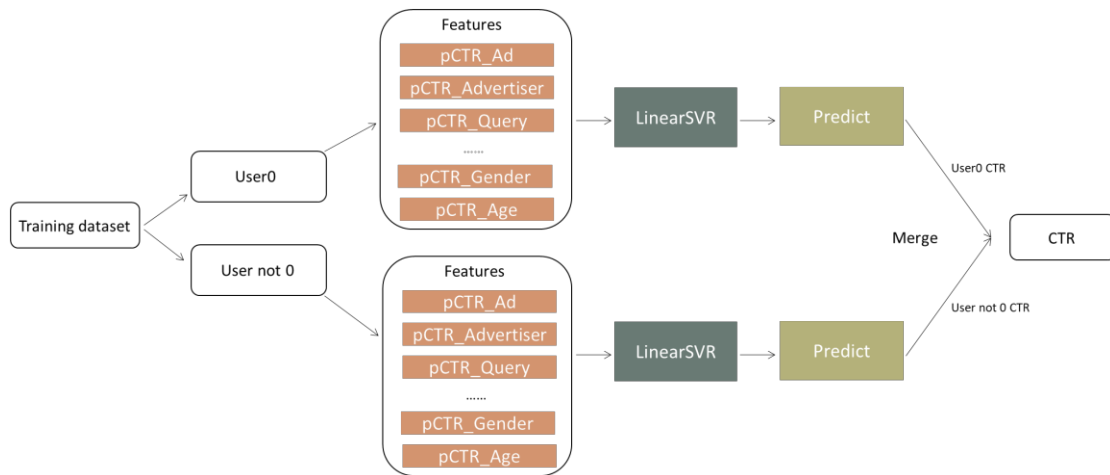 Features
pCTR_Ad
pCTR_Advertiser
pCTR_Query
......
pCTR_Gender
pCTR_Age
LinearSVR
Predict
User0
User0 CTR
Training dataset
Merge
CTR
User not 0
Features
pCTR_Ad
pCTR_Advertiser
pCTR_Query
......
pCTR_Gender
pCTR_Age
LinearSVR
Predict
User not 0 CTR